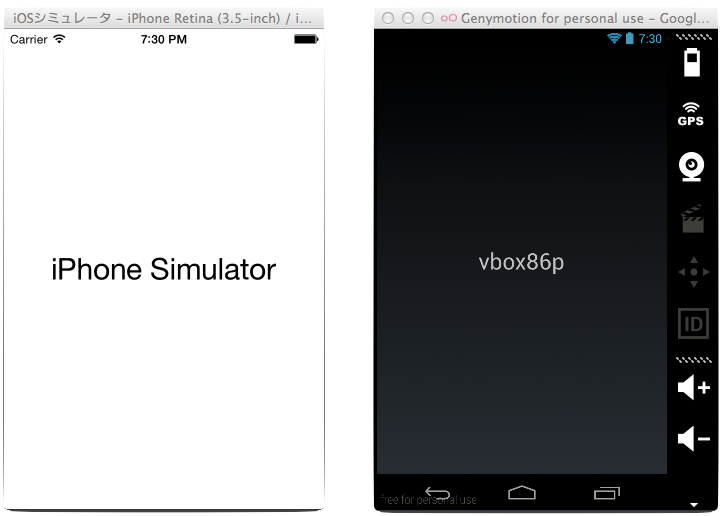 iOSシミュレータ – iPhone Retina (3.5-inch) / i...
Carrier
7:30 PM
iPhone Simulator
Genymotion for personal use – Googl...
7:30
GPS
vbox86p
ID
free for personal use